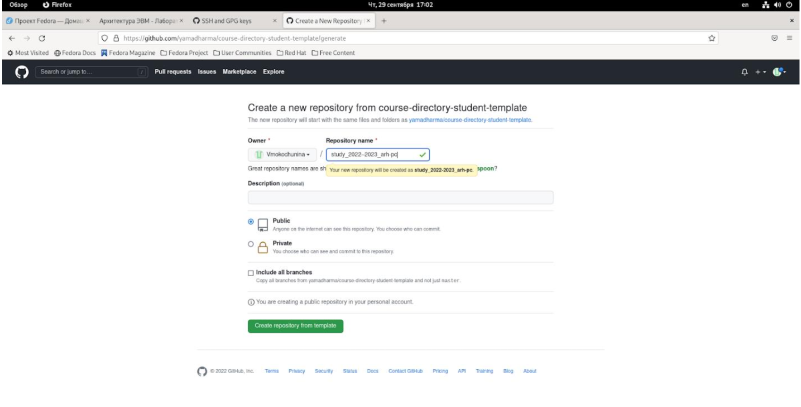 Обзор Firefox Чт, 29 сентября 17:02 en
Проект Fedora — Домаш × Архитектура ЭВМ - Лабора × SSH and GPG keys × Create a New Repository × +
https://github.com/yamadharma/course-directory-student-template/generate
Most Visited Fedora Docs Fedora Magazine Fedora Project User Communities Red Hat Free Content
Search or jump to... / Pull requests Issues Marketplace Explore
Create a new repository from course-directory-student-template
The new repository will start with the same files and folders as yamadharma/course-directory-student-template.
Owner * Repository name *
Vmokochunina / study_2022-2023_arh-pc
Great repository names are sh spoon?
Your new repository will be created as study_2022-2023_arh-pc.
Description (optional)
Public
Anyone on the internet can see this repository. You choose who can commit.
Private
You choose who can see and commit to this repository.
Include all branches
Copy all branches from yamadharma/course-directory-student-template and not just master.
You are creating a public repository in your personal account.
Create repository from template
© 2022 GitHub, Inc. Terms Privacy Security Status Docs Contact GitHub Pricing API Training Blog About